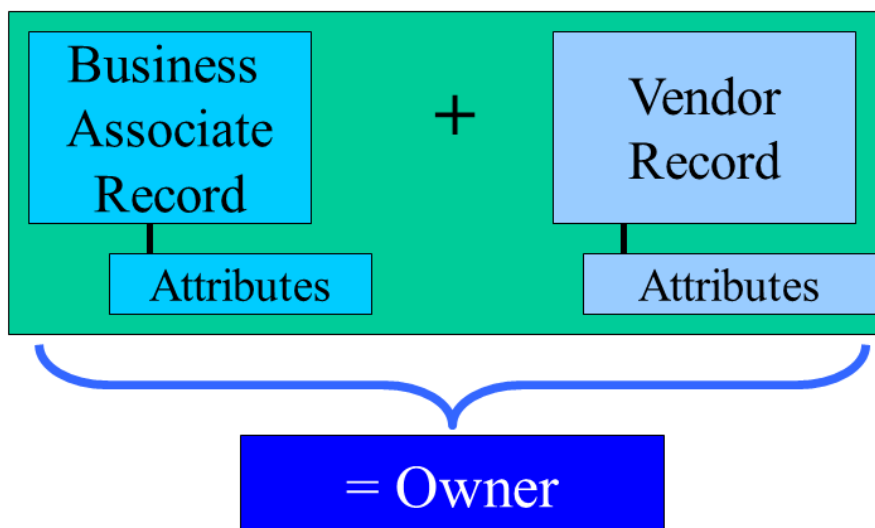 Business
Associate
Record
+
Vendor
Record
Attributes
Attributes
= Owner